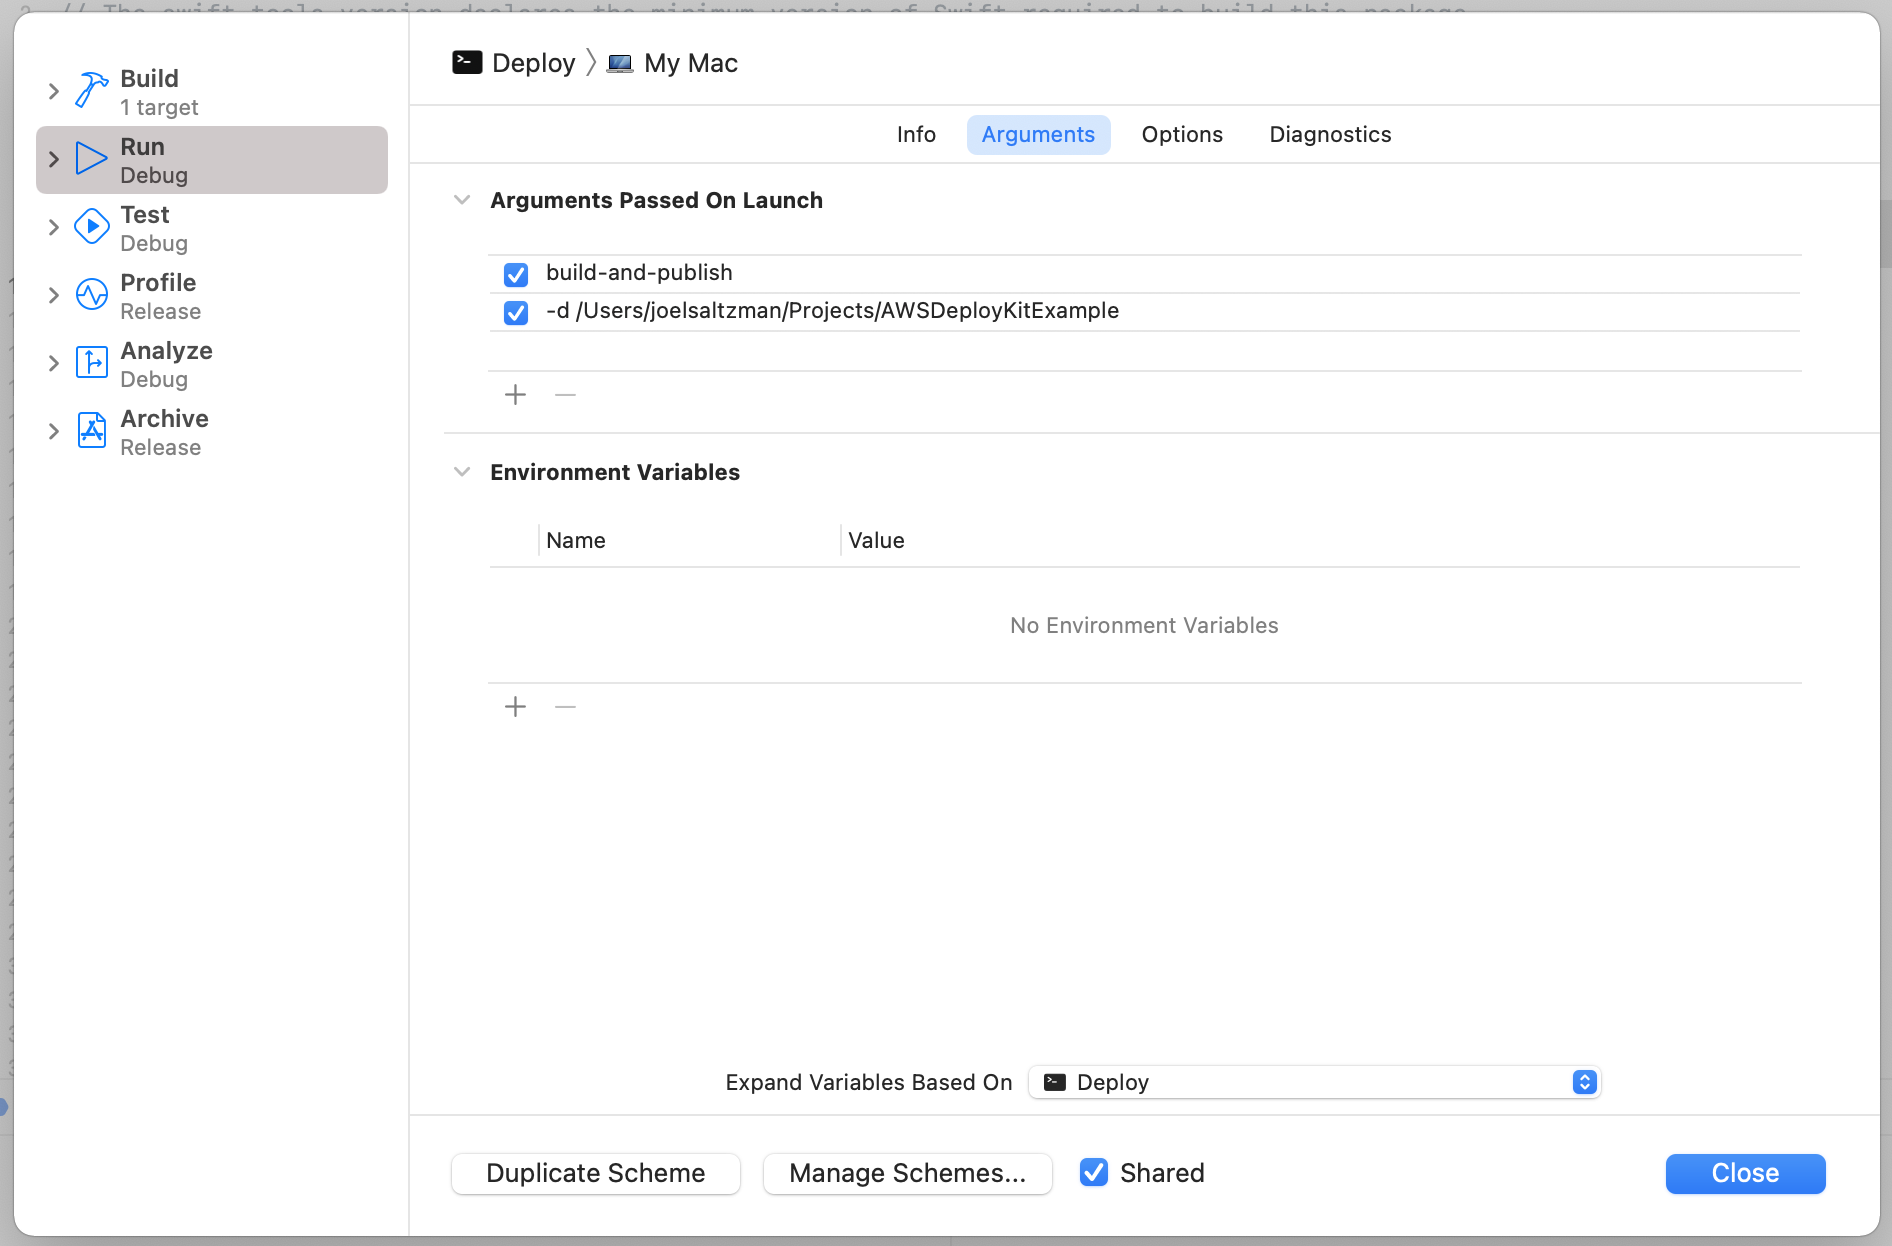 // The swift-tools-version declares the minimum version of Swift required to build this package.
Build
1 target
Run
Debug
Test
Debug
Profile
Release
Analyze
Debug
Archive
Release
Deploy
My Mac
Info
Arguments
Options
Diagnostics
Arguments Passed On Launch
build-and-publish
-d /Users/joelsaltzman/Projects/AWSDeployKitExample
Environment Variables
Name
Value
No Environment Variables
Expand Variables Based On
Deploy
Duplicate Scheme
Manage Schemes...
Shared
Close